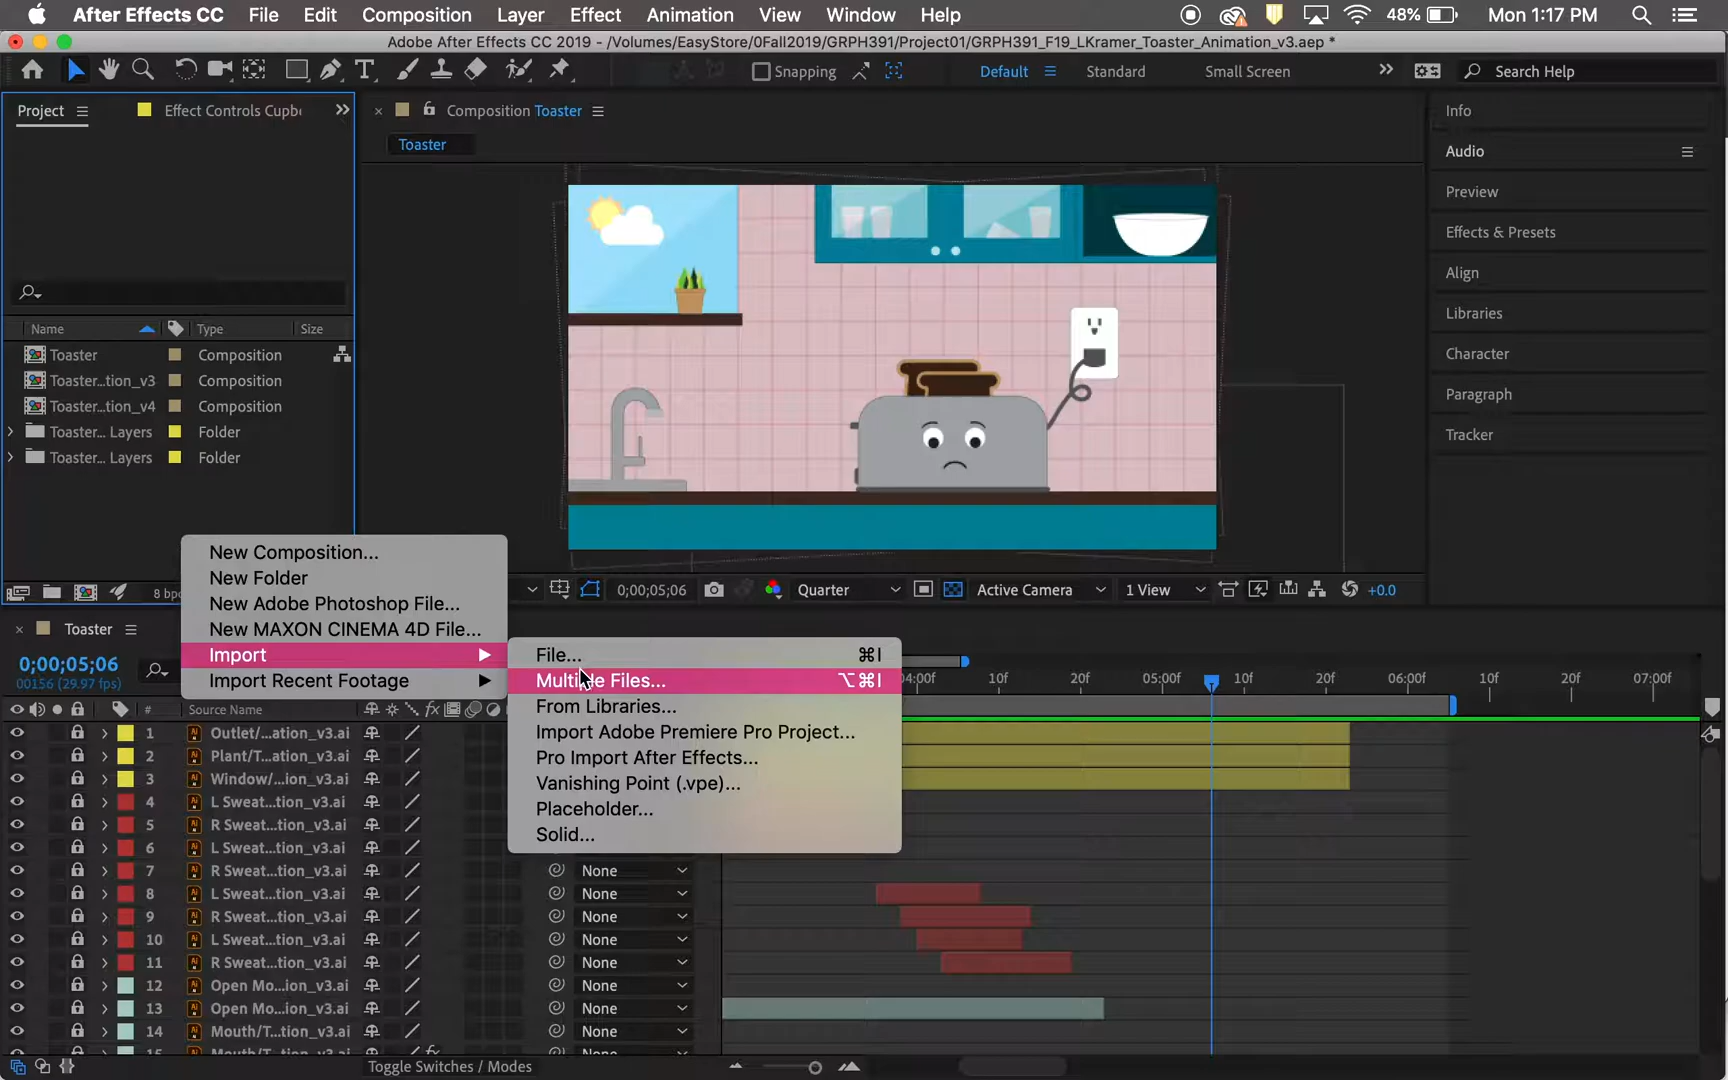 After Effects CC File Edit Composition Layer Effect Animation View Window Help 48% Mon 1:17 PM
Adobe After Effects CC 2019 - /Volumes/EasyStore/0Fall2019/GRPH391/Project01/GRPH391_F19_LKramer_Toaster_Animation_v3.aep *
Snapping Default Standard Small Screen Search Help
Project Effect Controls Cupbo Composition Toaster Info
Toaster
Audio
Preview
Effects & Presets
Align
Libraries
Character
Paragraph
Tracker
Name Type Size
Toaster Composition
Toaster...tion_v3 Composition
Toaster...tion_v4 Composition
Toaster... Layers Folder
Toaster... Layers Folder
New Composition...
New Folder
New Adobe Photoshop File...
New MAXON CINEMA 4D File...
Import
Import Recent Footage
File... ⌘I
Multiple Files... ⌥⌘I
From Libraries...
Import Adobe Premiere Pro Project...
Pro Import After Effects...
Vanishing Point (.vpe)...
Placeholder...
Solid...
0;00;05;06 Quarter Active Camera 1 View +0.0
Toaster
0;00;05;06
00156 (29.97 fps)
04:00f 10f 20f 05:00f 10f 20f 06:00f 10f 20f 07:00f
# Source Name
1 Outlet/...ation_v3.ai
2 Plant/T...ation_v3.ai
3 Window/...ion_v3.ai
4 L Sweat...tion_v3.ai
5 R Sweat...tion_v3.ai
6 L Sweat...tion_v3.ai
7 R Sweat...tion_v3.ai None
8 L Sweat...tion_v3.ai None
9 R Sweat...tion_v3.ai None
10 L Sweat...tion_v3.ai None
11 R Sweat...tion_v3.ai None
12 Open Mo...ion_v3.ai None
13 Open Mo...ion_v3.ai None
14 Mouth/T...tion_v3.ai None
Toggle Switches / Modes